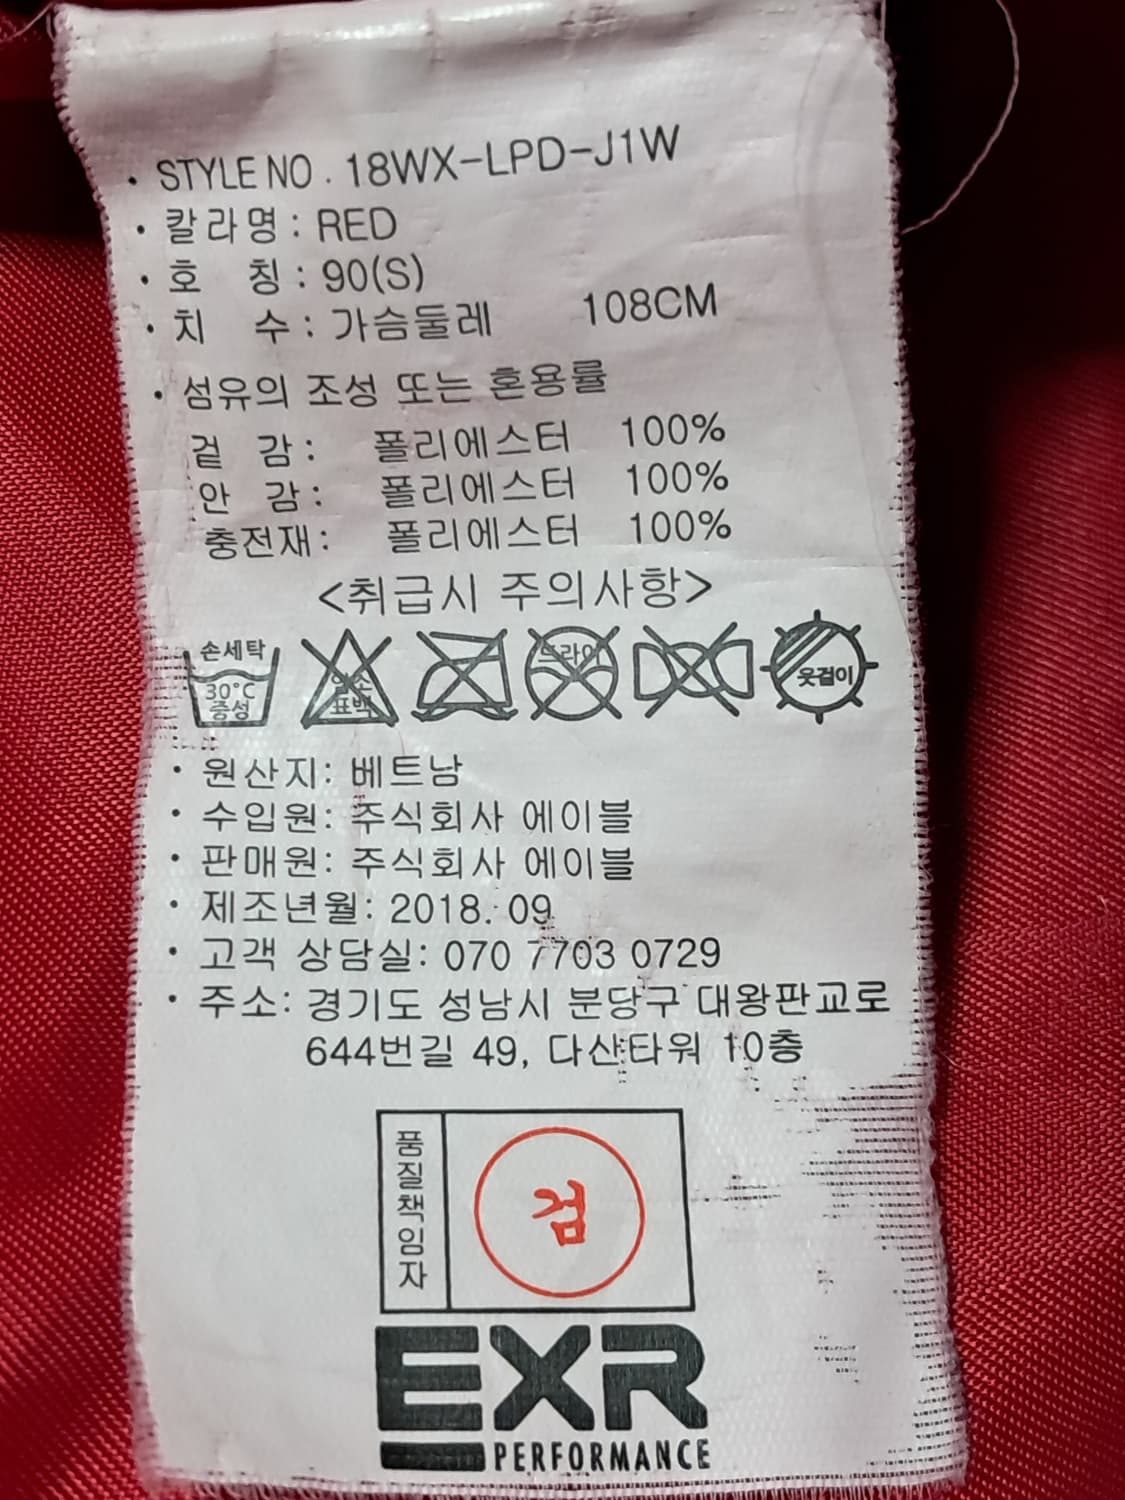 · STYLE NO . 18WX-LPD-J1W
· 칼라명 : RED
· 호 칭 : 90(S)
· 치 수 : 가슴둘레 108CM
· 섬유의 조성 또는 혼용률
겉 감 : 폴리에스터 100%
안 감 : 폴리에스터 100%
충전재 : 폴리에스터 100%
<취급시 주의사항>
손세탁
30°C
중성
염소
표백
드라이
옷걸이
· 원산지: 베트남
· 수입원: 주식회사 에이블
· 판매원: 주식회사 에이블
· 제조년월: 2018. 09
· 고객 상담실: 070 7703 0729
· 주소: 경기도 성남시 분당구 대왕판교로
644번길 49, 다산타워 10층
품질책임자
검
EXR
PERFORMANCE